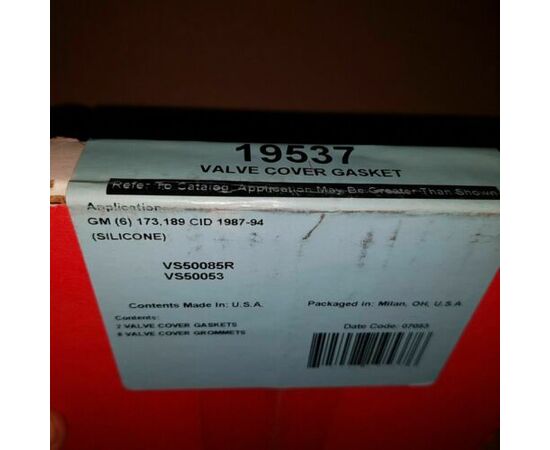 19537
VALVE COVER GASKET
Refer To Catalog, Application May Be Greater Than Shown
Application:
GM (6) 173,189 CID 1987-94
(SILICONE)
VS50085R
VS50053
Contents Made In: U.S.A.
Packaged in: Milan, OH, U.S.A.
Contents:
2 VALVE COVER GASKETS
8 VALVE COVER GROMMETS
Date Code: 07083